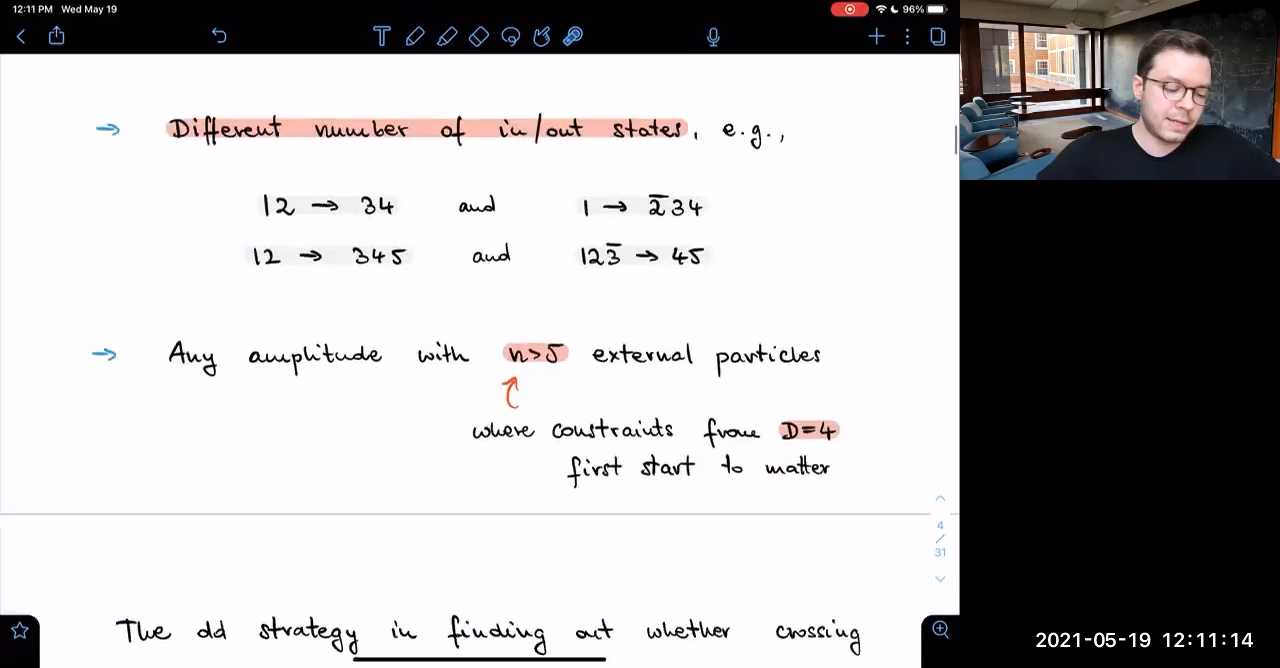 12:11 PM Wed May 19
96%
→ Different number of in/out states, e.g.,
12 → 34 and 1 → 2̅34
12 → 345 and 123̅ → 45
→ Any amplitude with n>5 external particles
where constraints from D=4
first start to matter
4
/
31
The old strategy in finding out whether crossing
2021-05-19 12:11:14